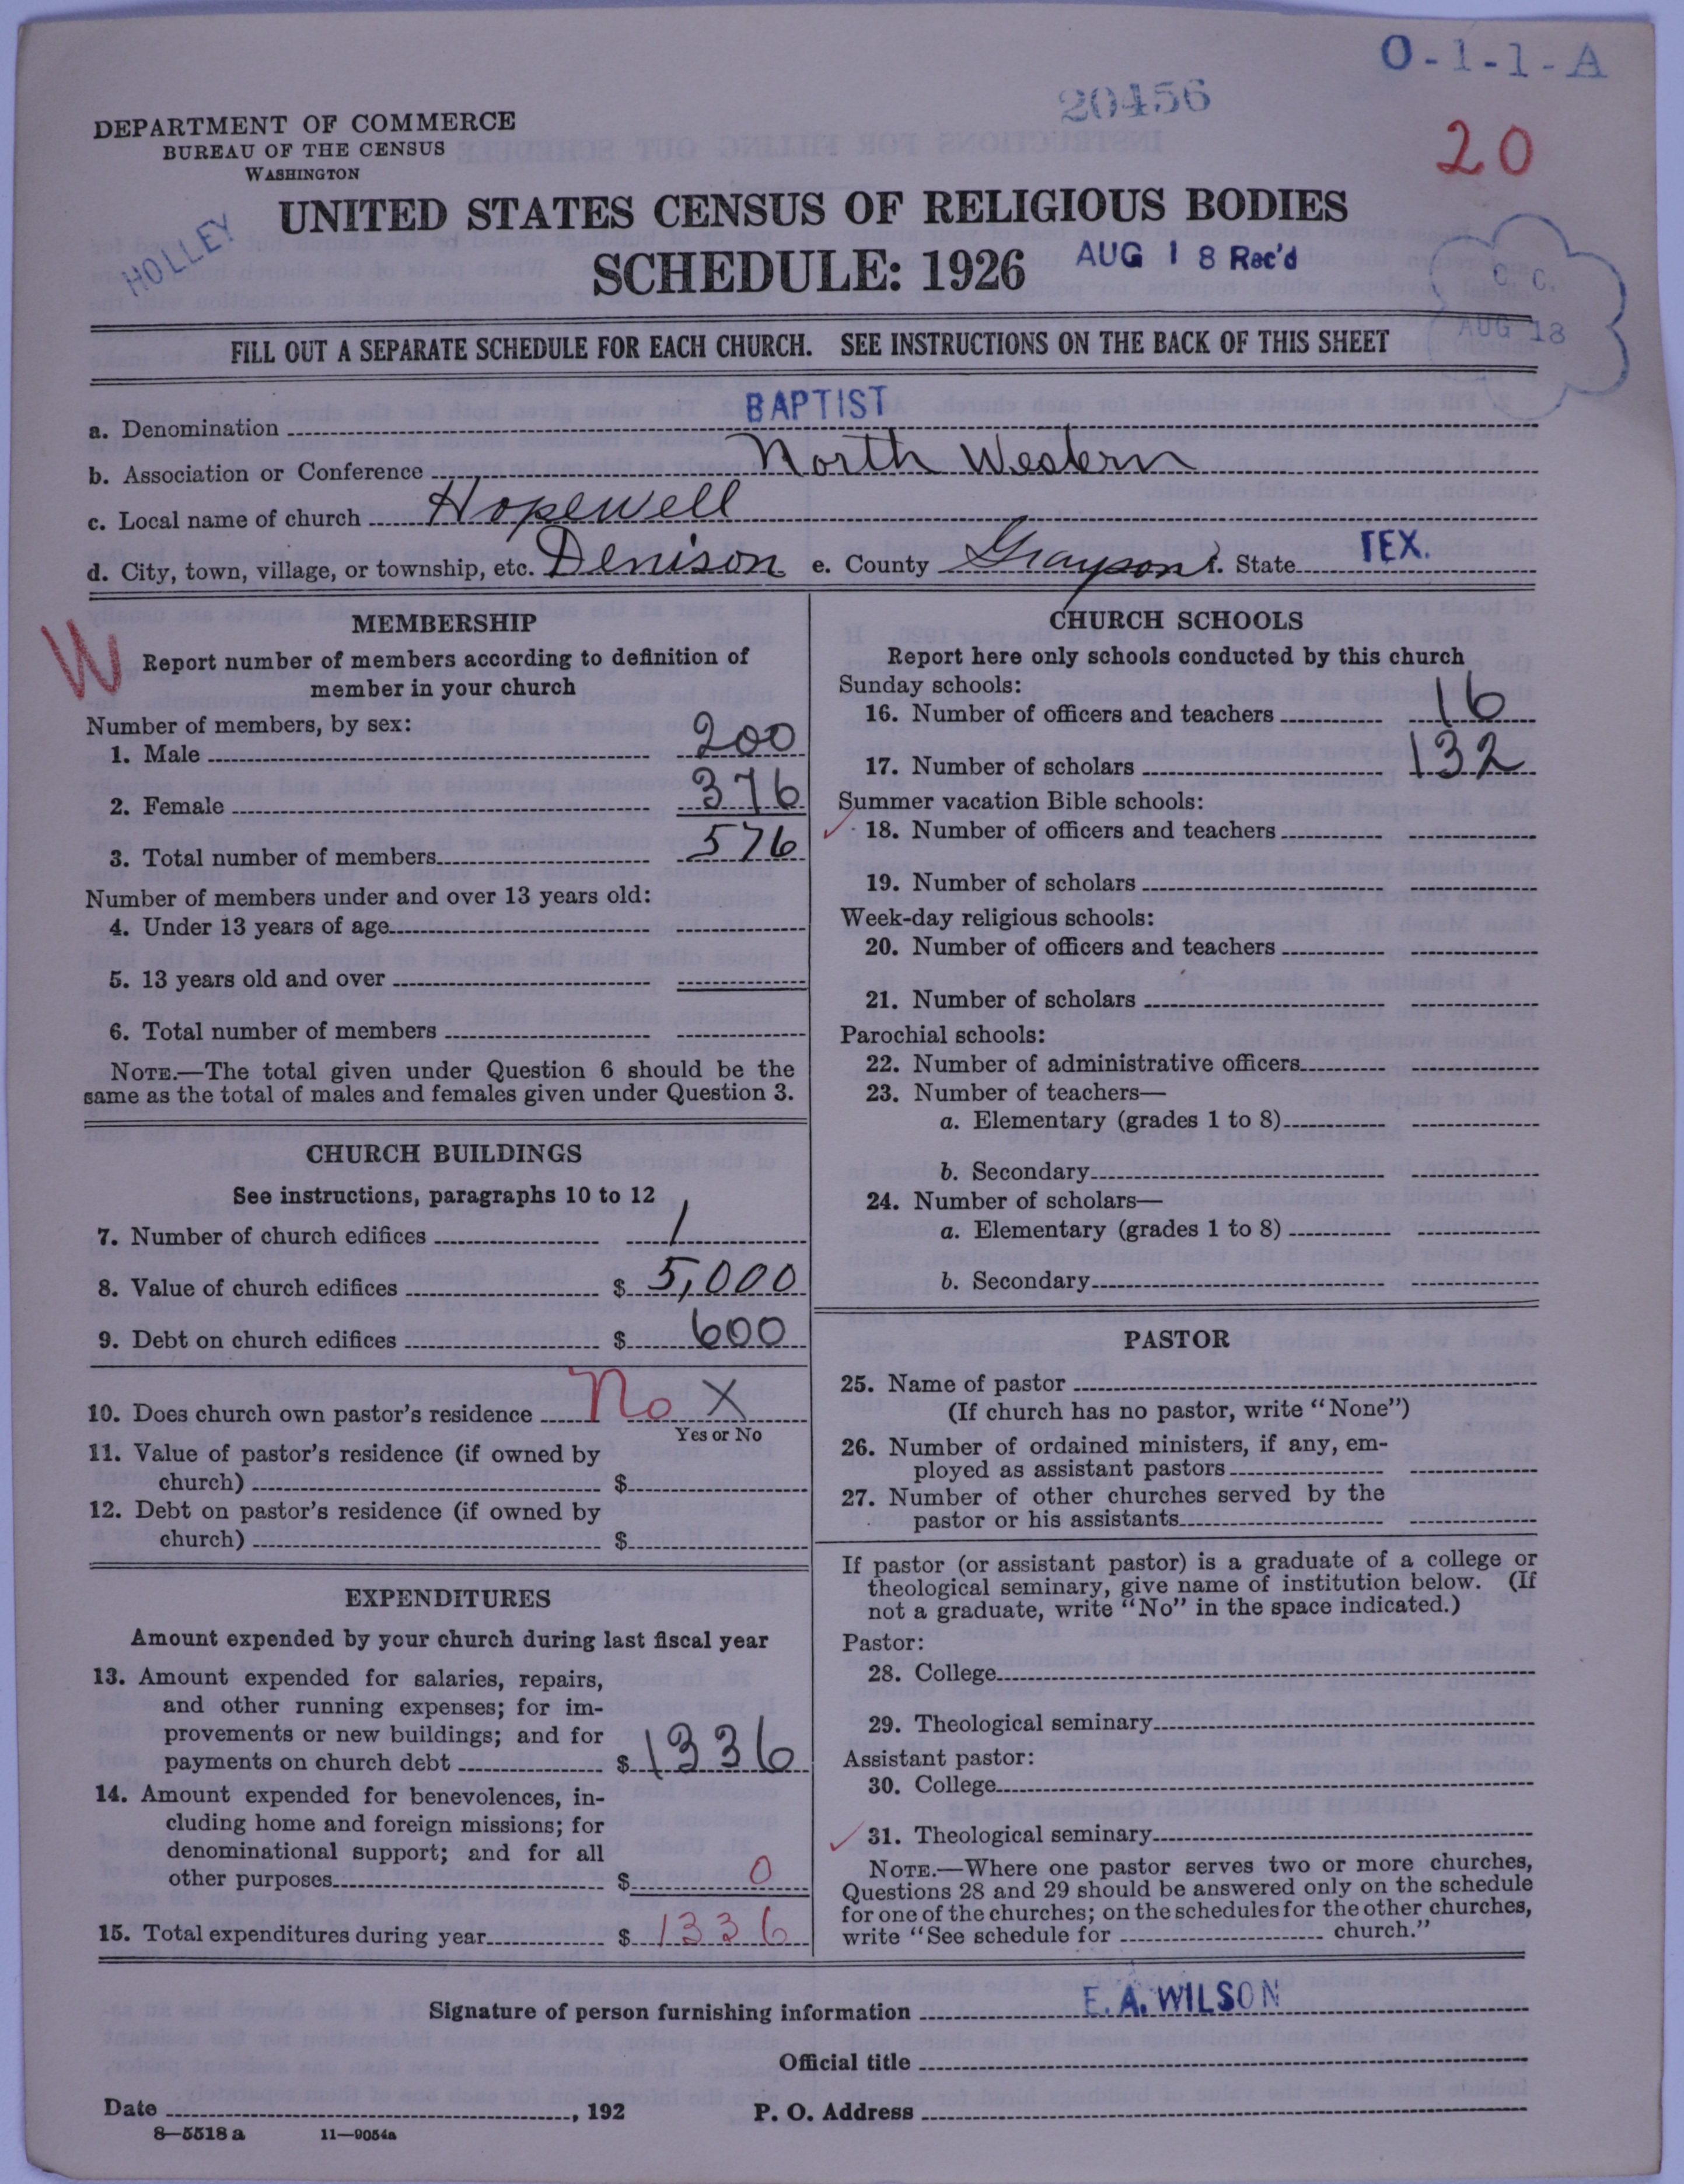 O-1-1-A
20456
20
DEPARTMENT OF COMMERCE
BUREAU OF THE CENSUS
WASHINGTON
UNITED STATES CENSUS OF RELIGIOUS BODIES
HOLLEY
SCHEDULE: 1926
AUG 18 Rec'd
O. C.
AUG 18
FILL OUT A SEPARATE SCHEDULE FOR EACH CHURCH. SEE INSTRUCTIONS ON THE BACK OF THIS SHEET
a. Denomination BAPTIST
b. Association or Conference North Western
c. Local name of church Hopewell
d. City, town, village, or township, etc. Denison e. County Grayson f. State TEX.
W
MEMBERSHIP
Report number of members according to definition of
member in your church
Number of members, by sex:
1. Male 200
2. Female 376
3. Total number of members 576
Number of members under and over 13 years old:
4. Under 13 years of age
5. 13 years old and over
6. Total number of members
NOTE.—The total given under Question 6 should be the
same as the total of males and females given under Question 3.
CHURCH BUILDINGS
See instructions, paragraphs 10 to 12
7. Number of church edifices 1
8. Value of church edifices $ 5,000
9. Debt on church edifices $ 600
10. Does church own pastor's residence No X
Yes or No
11. Value of pastor's residence (if owned by
church) $
12. Debt on pastor's residence (if owned by
church) $
EXPENDITURES
Amount expended by your church during last fiscal year
13. Amount expended for salaries, repairs,
and other running expenses; for im-
provements or new buildings; and for
payments on church debt $ 1336
14. Amount expended for benevolences, in-
cluding home and foreign missions; for
denominational support; and for all
other purposes $ 0
15. Total expenditures during year $ 1336
CHURCH SCHOOLS
Report here only schools conducted by this church
Sunday schools:
16. Number of officers and teachers 16
17. Number of scholars 132
Summer vacation Bible schools:
18. Number of officers and teachers
19. Number of scholars
Week-day religious schools:
20. Number of officers and teachers
21. Number of scholars
Parochial schools:
22. Number of administrative officers
23. Number of teachers—
a. Elementary (grades 1 to 8)
b. Secondary
24. Number of scholars—
a. Elementary (grades 1 to 8)
b. Secondary
PASTOR
25. Name of pastor
(If church has no pastor, write "None")
26. Number of ordained ministers, if any, em-
ployed as assistant pastors
27. Number of other churches served by the
pastor or his assistants
If pastor (or assistant pastor) is a graduate of a college or
theological seminary, give name of institution below. (If
not a graduate, write "No" in the space indicated.)
Pastor:
28. College
29. Theological seminary
Assistant pastor:
30. College
31. Theological seminary
NOTE.—Where one pastor serves two or more churches,
Questions 28 and 29 should be answered only on the schedule
for one of the churches; on the schedules for the other churches,
write "See schedule for church."
Signature of person furnishing information E. A. WILSON
Official title
Date , 192 P. O. Address
8—5518 a 11—9054a